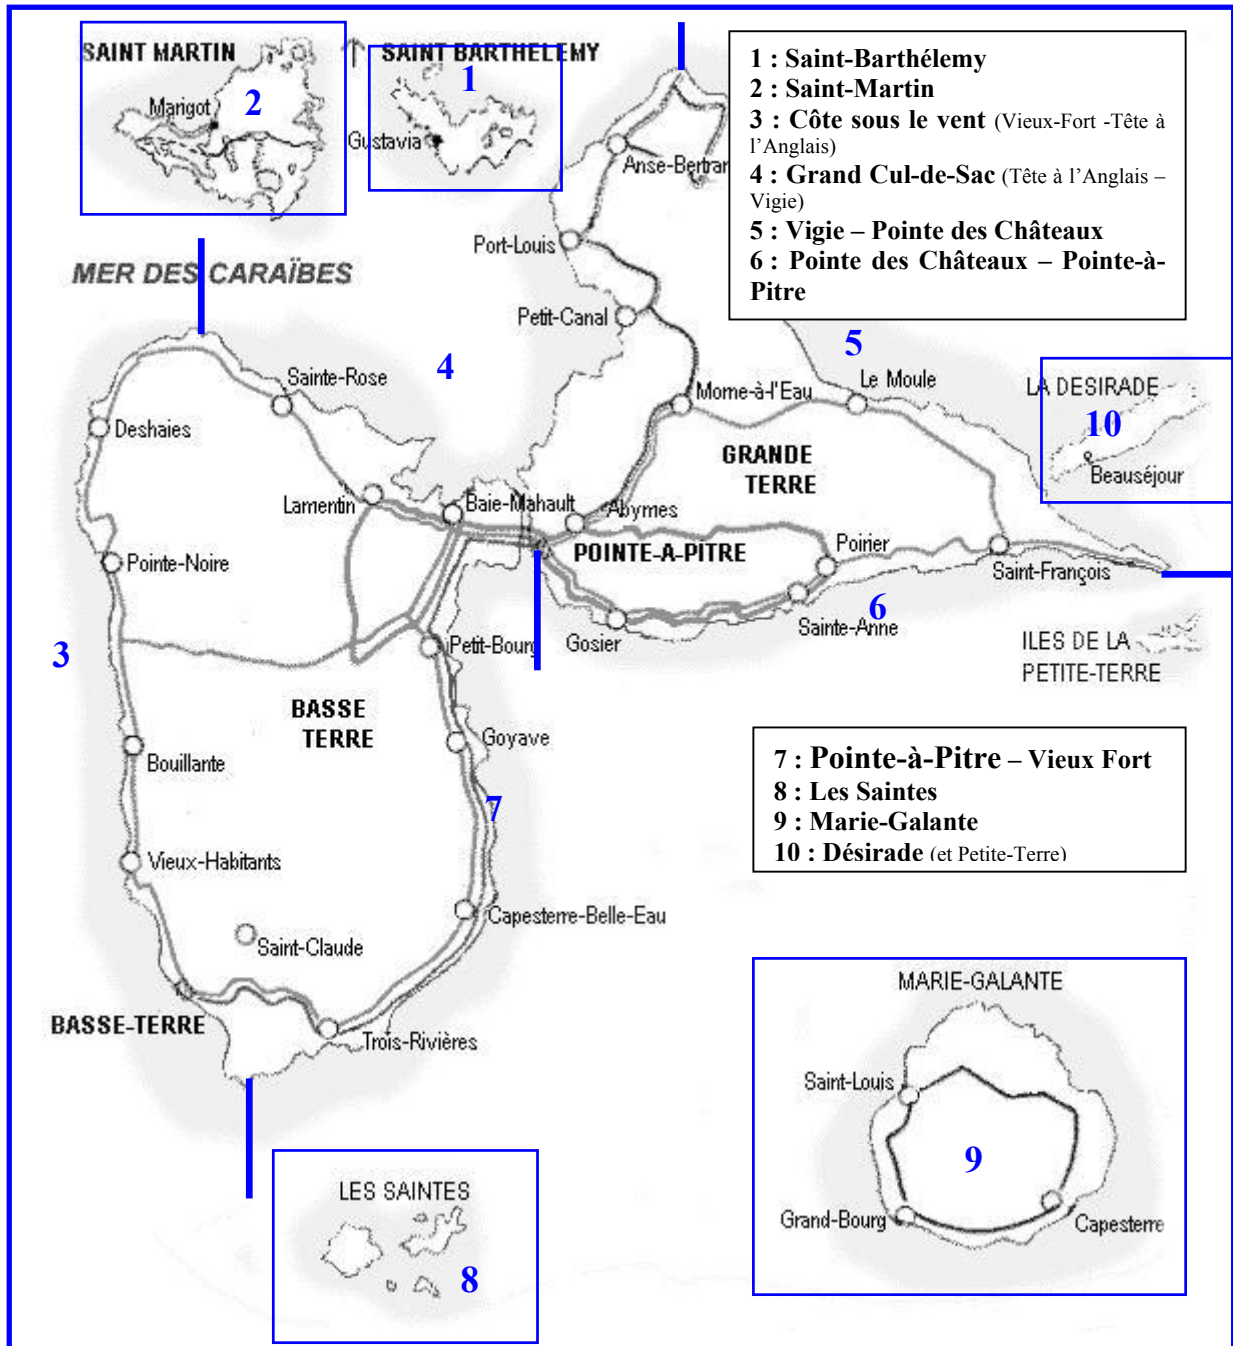 SAINT MARTIN
Marigot
2
SAINT BARTHELEMY
1
Gustavia
1 : Saint-Barthélemy
2 : Saint-Martin
3 : Côte sous le vent (Vieux-Fort -Tête à
l'Anglais)
4 : Grand Cul-de-Sac (Tête à l'Anglais –
Vigie)
5 : Vigie – Pointe des Châteaux
6 : Pointe des Châteaux – Pointe-à-
Pitre
Anse-Bertran
Port-Louis
MER DES CARAÏBES
Petit-Canal
5
4
Sainte-Rose
Morne-à-l'Eau
Le Moule
LA DESIRADE
10
Beauséjour
Deshaies
GRANDE
TERRE
Lamentin
Baie-Mahault
Abymes
POINTE-A-PITRE
Poirier
Saint-François
Pointe-Noire
6
Sainte-Anne
Gosier
Petit-Bourg
3
ILES DE LA
PETITE-TERRE
BASSE
TERRE
Goyave
Bouillante
7
7 : Pointe-à-Pitre – Vieux Fort
8 : Les Saintes
9 : Marie-Galante
10 : Désirade (et Petite-Terre)
Vieux-Habitants
Capesterre-Belle-Eau
Saint-Claude
BASSE-TERRE
Trois-Rivières
MARIE-GALANTE
Saint-Louis
9
Grand-Bourg
Capesterre
LES SAINTES
8